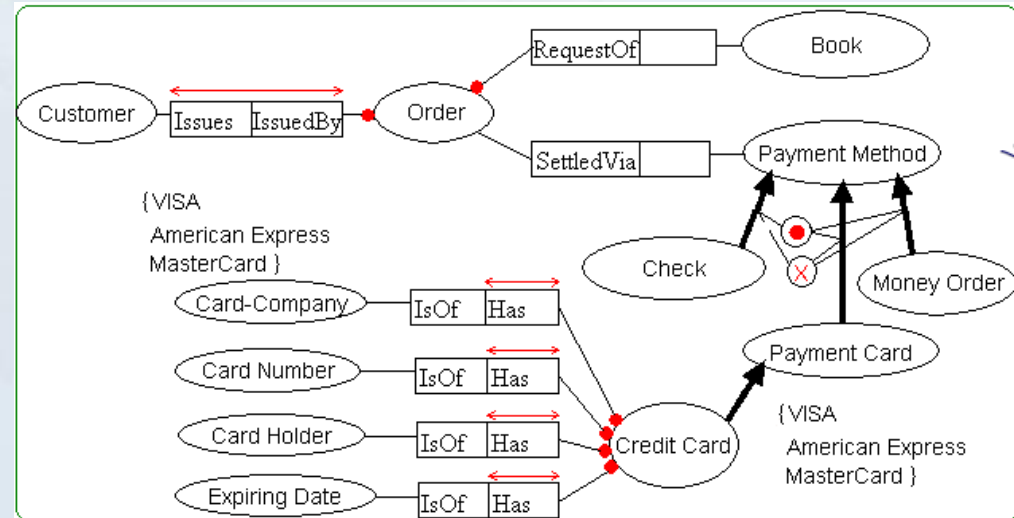 RequestOf
Book
Customer
Issues
IssuedBy
Order
SettledVia
Payment Method
{VISA
American Express
MasterCard }
Check
Money Order
Card-Company
IsOf
Has
Payment Card
Card Number
IsOf
Has
{VISA
American Express
MasterCard }
Card Holder
IsOf
Has
Credit Card
Expiring Date
IsOf
Has